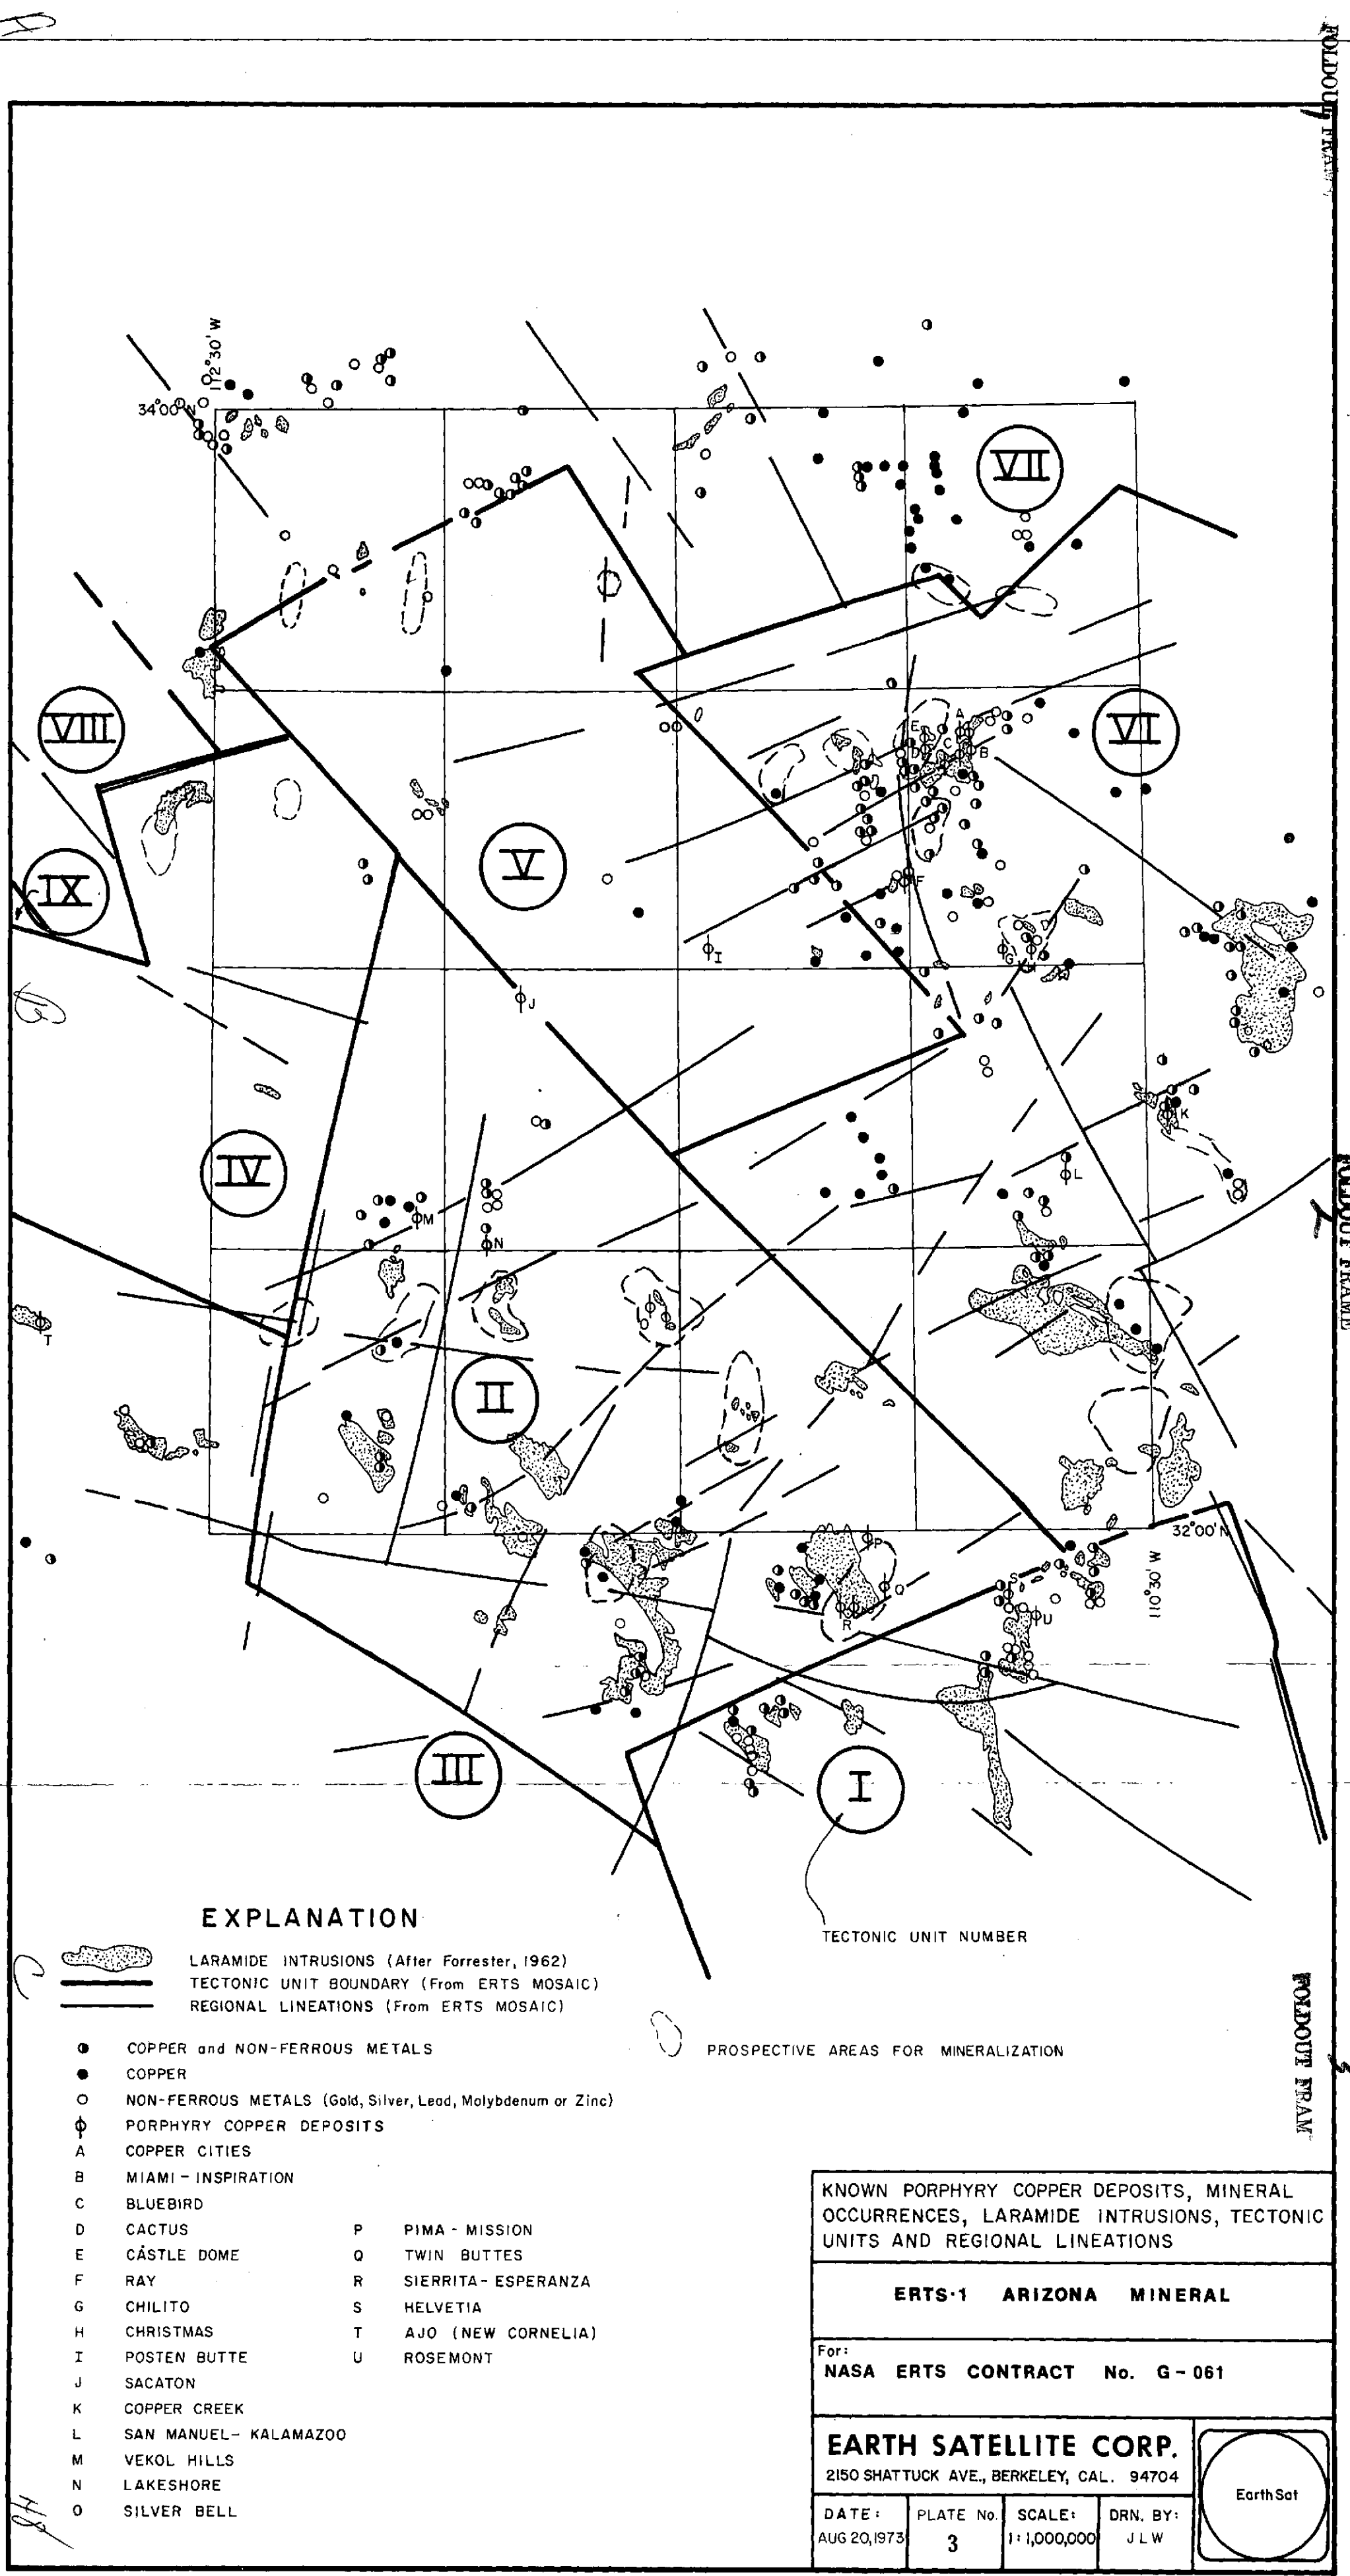 FOLDOUT FRAM
112°30' W
34°00' N
VII
VIII
VI
A
E
C
D
B
V
IX
F
I
G
H
J
K
IV
L
M
N
T
II
32°00' N
P
110°30' W
Q
S
R
U
III
I
FOLDOUT FRAME
TECTONIC UNIT NUMBER
EXPLANATION
LARAMIDE INTRUSIONS (After Forrester, 1962)
TECTONIC UNIT BOUNDARY (From ERTS MOSAIC)
REGIONAL LINEATIONS (From ERTS MOSAIC)
COPPER and NON-FERROUS METALS
PROSPECTIVE AREAS FOR MINERALIZATION
COPPER
NON-FERROUS METALS (Gold, Silver, Lead, Molybdenum or Zinc)
PORPHYRY COPPER DEPOSITS
A COPPER CITIES
B MIAMI - INSPIRATION
C BLUEBIRD
D CACTUS
E CASTLE DOME
F RAY
G CHILITO
H CHRISTMAS
I POSTEN BUTTE
J SACATON
K COPPER CREEK
L SAN MANUEL- KALAMAZOO
M VEKOL HILLS
N LAKESHORE
O SILVER BELL
P PIMA - MISSION
Q TWIN BUTTES
R SIERRITA- ESPERANZA
S HELVETIA
T AJO (NEW CORNELIA)
U ROSEMONT
FOLDOUT FRAM
KNOWN PORPHYRY COPPER DEPOSITS, MINERAL
OCCURRENCES, LARAMIDE INTRUSIONS, TECTONIC
UNITS AND REGIONAL LINEATIONS
ERTS-1 ARIZONA MINERAL
For:
NASA ERTS CONTRACT No. G-061
EARTH SATELLITE CORP.
2150 SHATTUCK AVE., BERKELEY, CAL. 94704
EarthSat
DATE:
AUG 20,1973
PLATE No.
3
SCALE:
1:1,000,000
DRN. BY:
JLW